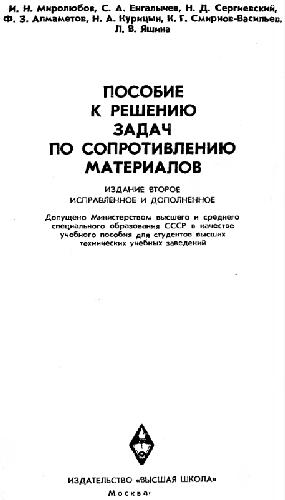 И. Н. Миролюбов, С. А. Енгалычев, Н. Д. Сергиевский,
Ф. З. Алмаметов, Н. А. Курицын, К. Г. Смирнов-Васильев,
Л. В. Яшина
ПОСОБИЕ
К РЕШЕНИЮ
ЗАДАЧ
ПО СОПРОТИВЛЕНИЮ
МАТЕРИАЛОВ
ИЗДАНИЕ ВТОРОЕ
ИСПРАВЛЕННОЕ И ДОПОЛНЕННОЕ
Допущено Министерством высшего и среднего
специального образования СССР в качестве
учебного пособия для студентов высших
технических учебных заведений
ИЗДАТЕЛЬСТВО «ВЫСШАЯ ШКОЛА»
Москва